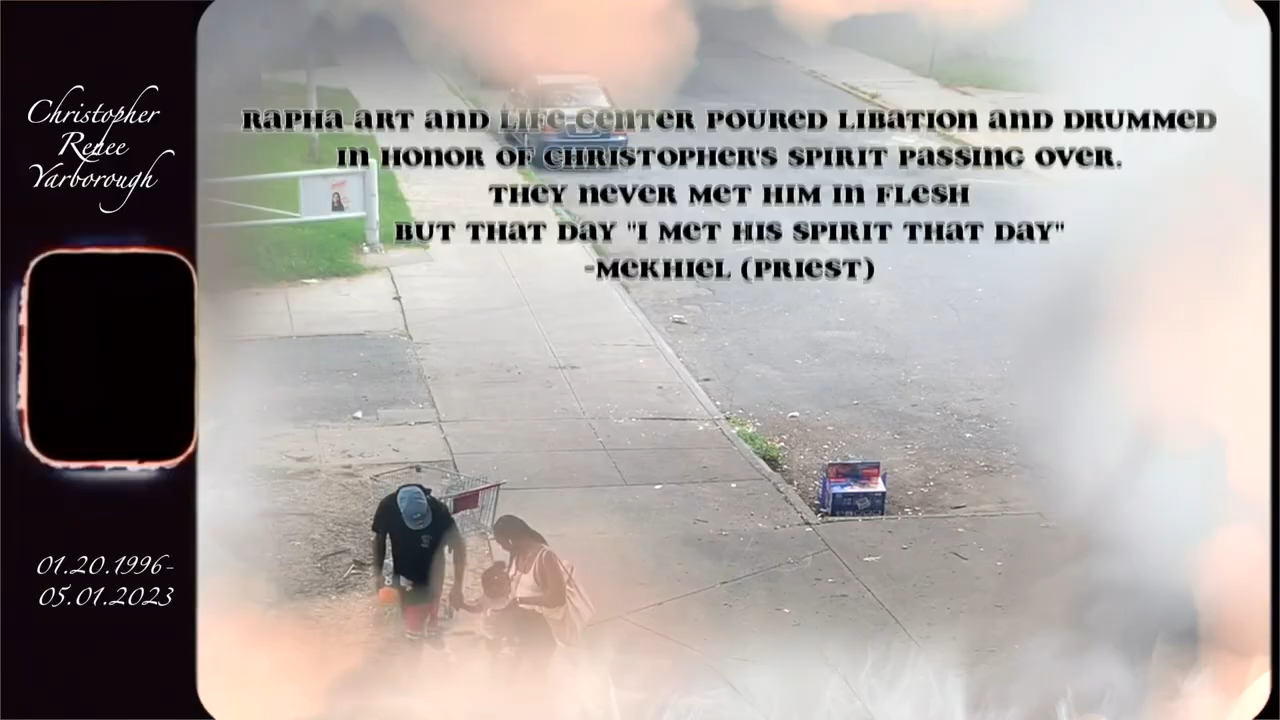 Christopher
Renee
Yarborough
RAPHA ART AND LIFE CENTER POURED LIBATION AND DRUMMED
IN HONOR OF CHRISTOPHER'S SPIRIT PASSING OVER.
THEY NEVER MET HIM IN FLESH
BUT THAT DAY "I MET HIS SPIRIT THAT DAY"
-MEKHIEL (PRIEST)
01.20.1996-
05.01.2023